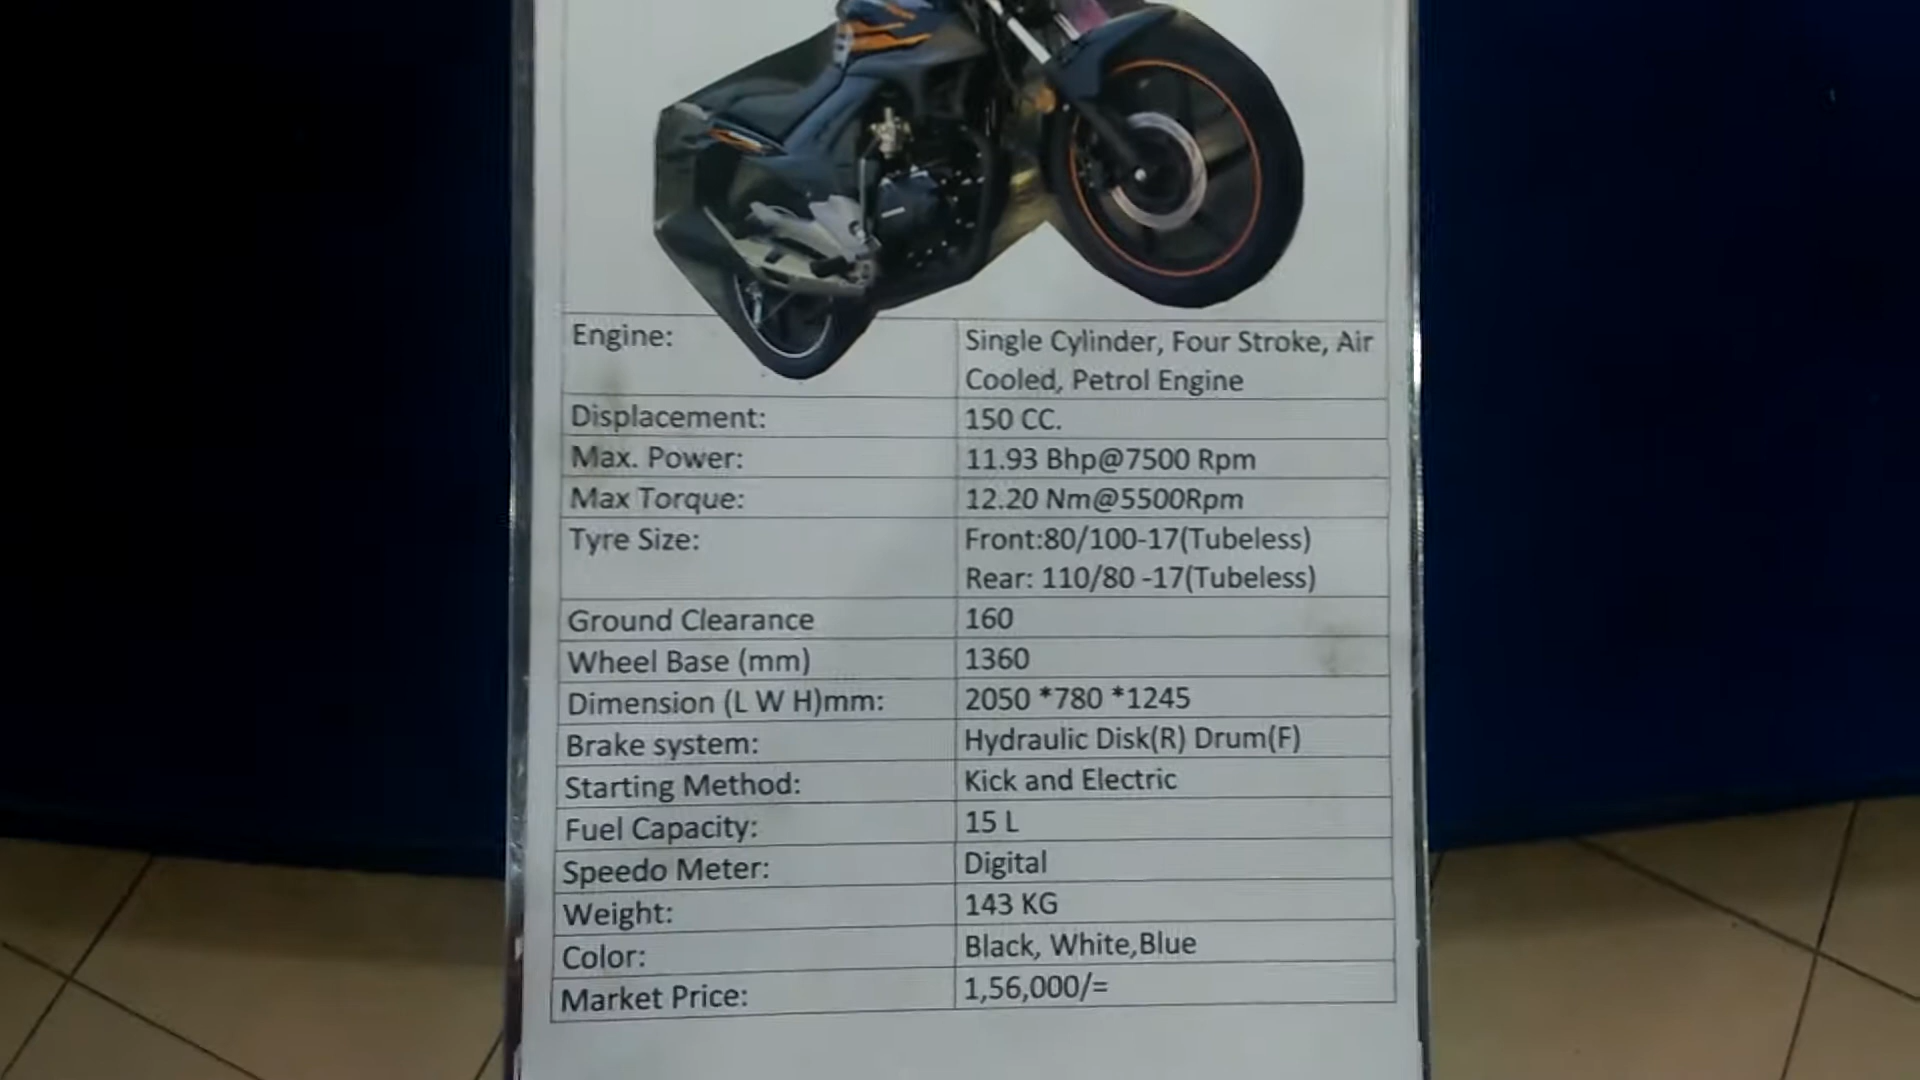 Engine: Single Cylinder, Four Stroke, Air
Cooled, Petrol Engine
Displacement: 150 CC.
Max. Power: 11.93 Bhp@7500 Rpm
Max Torque: 12.20 Nm@5500Rpm
Tyre Size: Front:80/100-17(Tubeless)
Rear: 110/80 -17(Tubeless)
Ground Clearance 160
Wheel Base (mm) 1360
Dimension (L W H)mm: 2050 *780 *1245
Brake system: Hydraulic Disk(R) Drum(F)
Starting Method: Kick and Electric
Fuel Capacity: 15 L
Speedo Meter: Digital
Weight: 143 KG
Color: Black, White,Blue
Market Price: 1,56,000/=